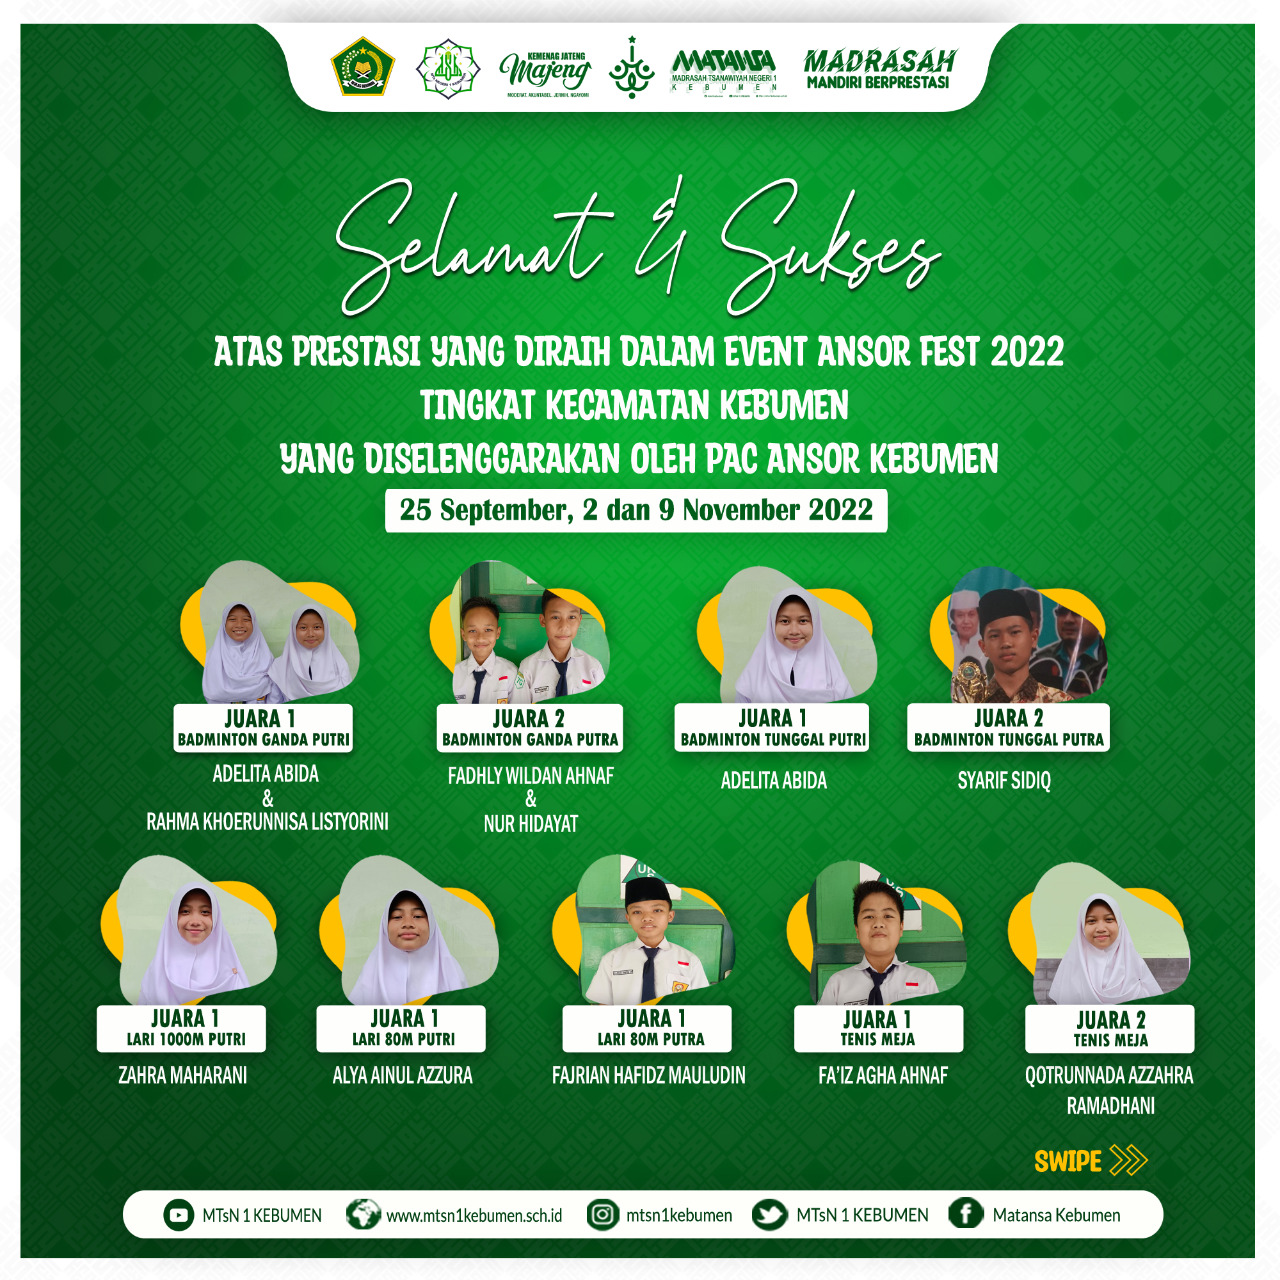 KEMENAG JATENG
Majeng
MODERAT, AKUNTABEL, JERNIH, NGAYOMI
MATANSA
MADRASAH TSANAWIYAH NEGERI 1
KEBUMEN
MADRASAH
MANDIRI BERPRESTASI
Selamat & Sukses
ATAS PRESTASI YANG DIRAIH DALAM EVENT ANSOR FEST 2022
TINGKAT KECAMATAN KEBUMEN
YANG DISELENGGARAKAN OLEH PAC ANSOR KEBUMEN
25 September, 2 dan 9 November 2022
JUARA 1
BADMINTON GANDA PUTRI
ADELITA ABIDA
&
RAHMA KHOERUNNISA LISTYORINI
JUARA 2
BADMINTON GANDA PUTRA
FADHLY WILDAN AHNAF
&
NUR HIDAYAT
JUARA 1
BADMINTON TUNGGAL PUTRI
ADELITA ABIDA
JUARA 2
BADMINTON TUNGGAL PUTRA
SYARIF SIDIQ
JUARA 1
LARI 1000M PUTRI
ZAHRA MAHARANI
JUARA 1
LARI 80M PUTRI
ALYA AINUL AZZURA
JUARA 1
LARI 80M PUTRA
FAJRIAN HAFIDZ MAULUDIN
JUARA 1
TENIS MEJA
FA'IZ AGHA AHNAF
JUARA 2
TENIS MEJA
QOTRUNNADA AZZAHRA
RAMADHANI
SWIPE
MTsN 1 KEBUMEN
www.mtsn1kebumen.sch.id
mtsn1kebumen
MTsN 1 KEBUMEN
Matansa Kebumen